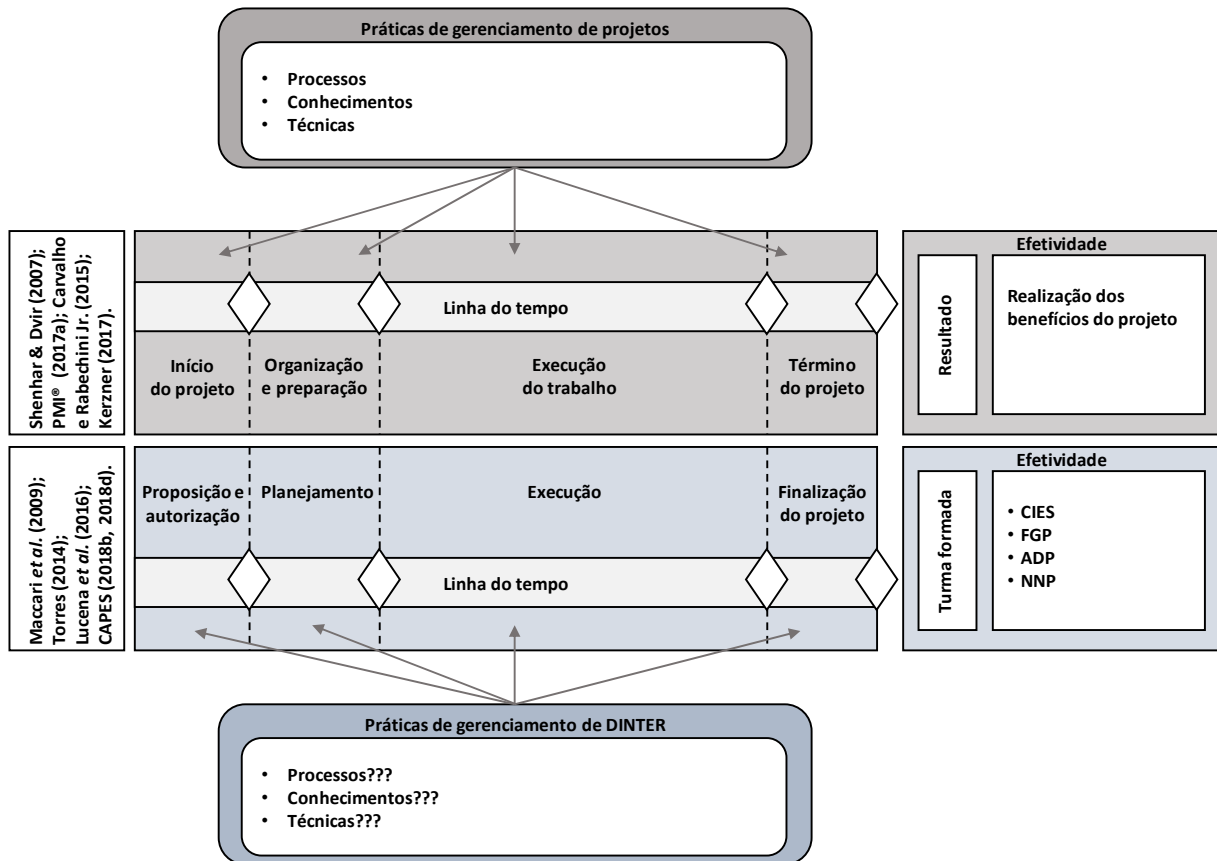 Práticas de gerenciamento de projetos
• Processos
• Conhecimentos
• Técnicas
Shenhar & Dvir (2007);
PMI® (2017a); Carvalho
e Rabechini Jr. (2015);
Kerzner (2017).
Linha do tempo
Início
do projeto
Organização
e preparação
Execução
do trabalho
Término
do projeto
Efetividade
Resultado
Realização dos
benefícios do projeto
Maccari et al. (2009);
Torres (2014);
Lucena et al. (2016);
CAPES (2018b, 2018d).
Proposição e
autorização
Planejamento
Execução
Finalização
do projeto
Linha do tempo
Efetividade
Turma formada
• CIES
• FGP
• ADP
• NNP
Práticas de gerenciamento de DINTER
• Processos???
• Conhecimentos???
• Técnicas???